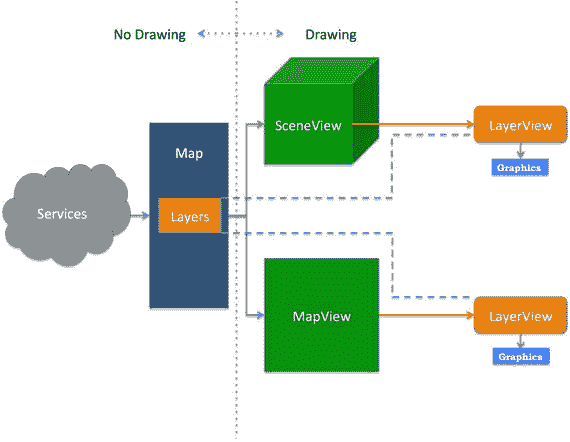 No Drawing
Drawing
SceneView
LayerView
Map
Graphics
Services
Layers
MapView
LayerView
Graphics